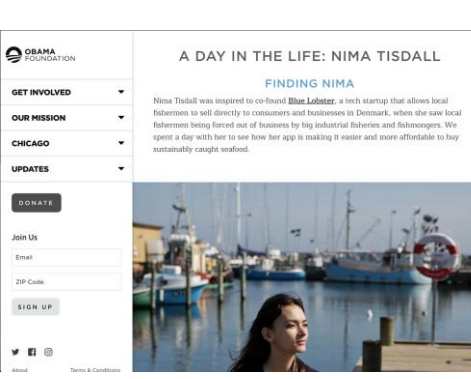 OBAMA
FOUNDATION
GET INVOLVED
OUR MISSION
CHICAGO
UPDATES
DONATE
Join Us
Email
ZIP Code
SIGN UP
About
Terms & Conditions
A DAY IN THE LIFE: NIMA TISDALL
FINDING NIMA
Nima Tisdall was inspired to co-found Blue Lobster, a tech startup that allows local
fishermen to sell directly to consumers and businesses in Denmark, when she saw local
fishermen being forced out of business by big industrial fisheries and fishmongers. We
spent a day with her to see how her app is making it easier and more affordable to buy
sustainably caught seafood.